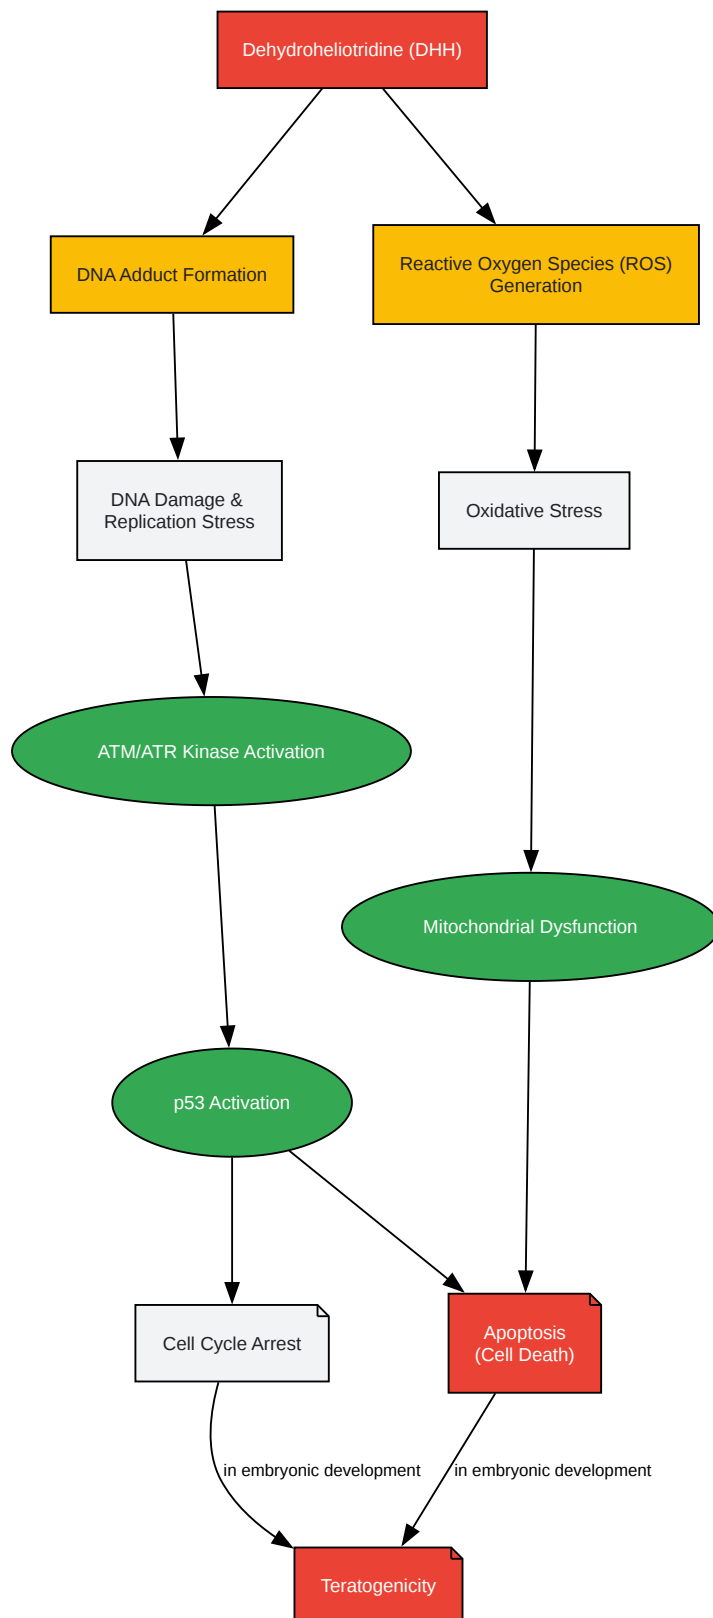 Dehydroheliotridine (DHH)
DNA Adduct Formation
Reactive Oxygen Species (ROS)
Generation
DNA Damage &
Replication Stress
Oxidative Stress
ATM/ATR Kinase Activation
Mitochondrial Dysfunction
p53 Activation
Cell Cycle Arrest
Apoptosis
(Cell Death)
in embryonic development
in embryonic development
Teratogenicity